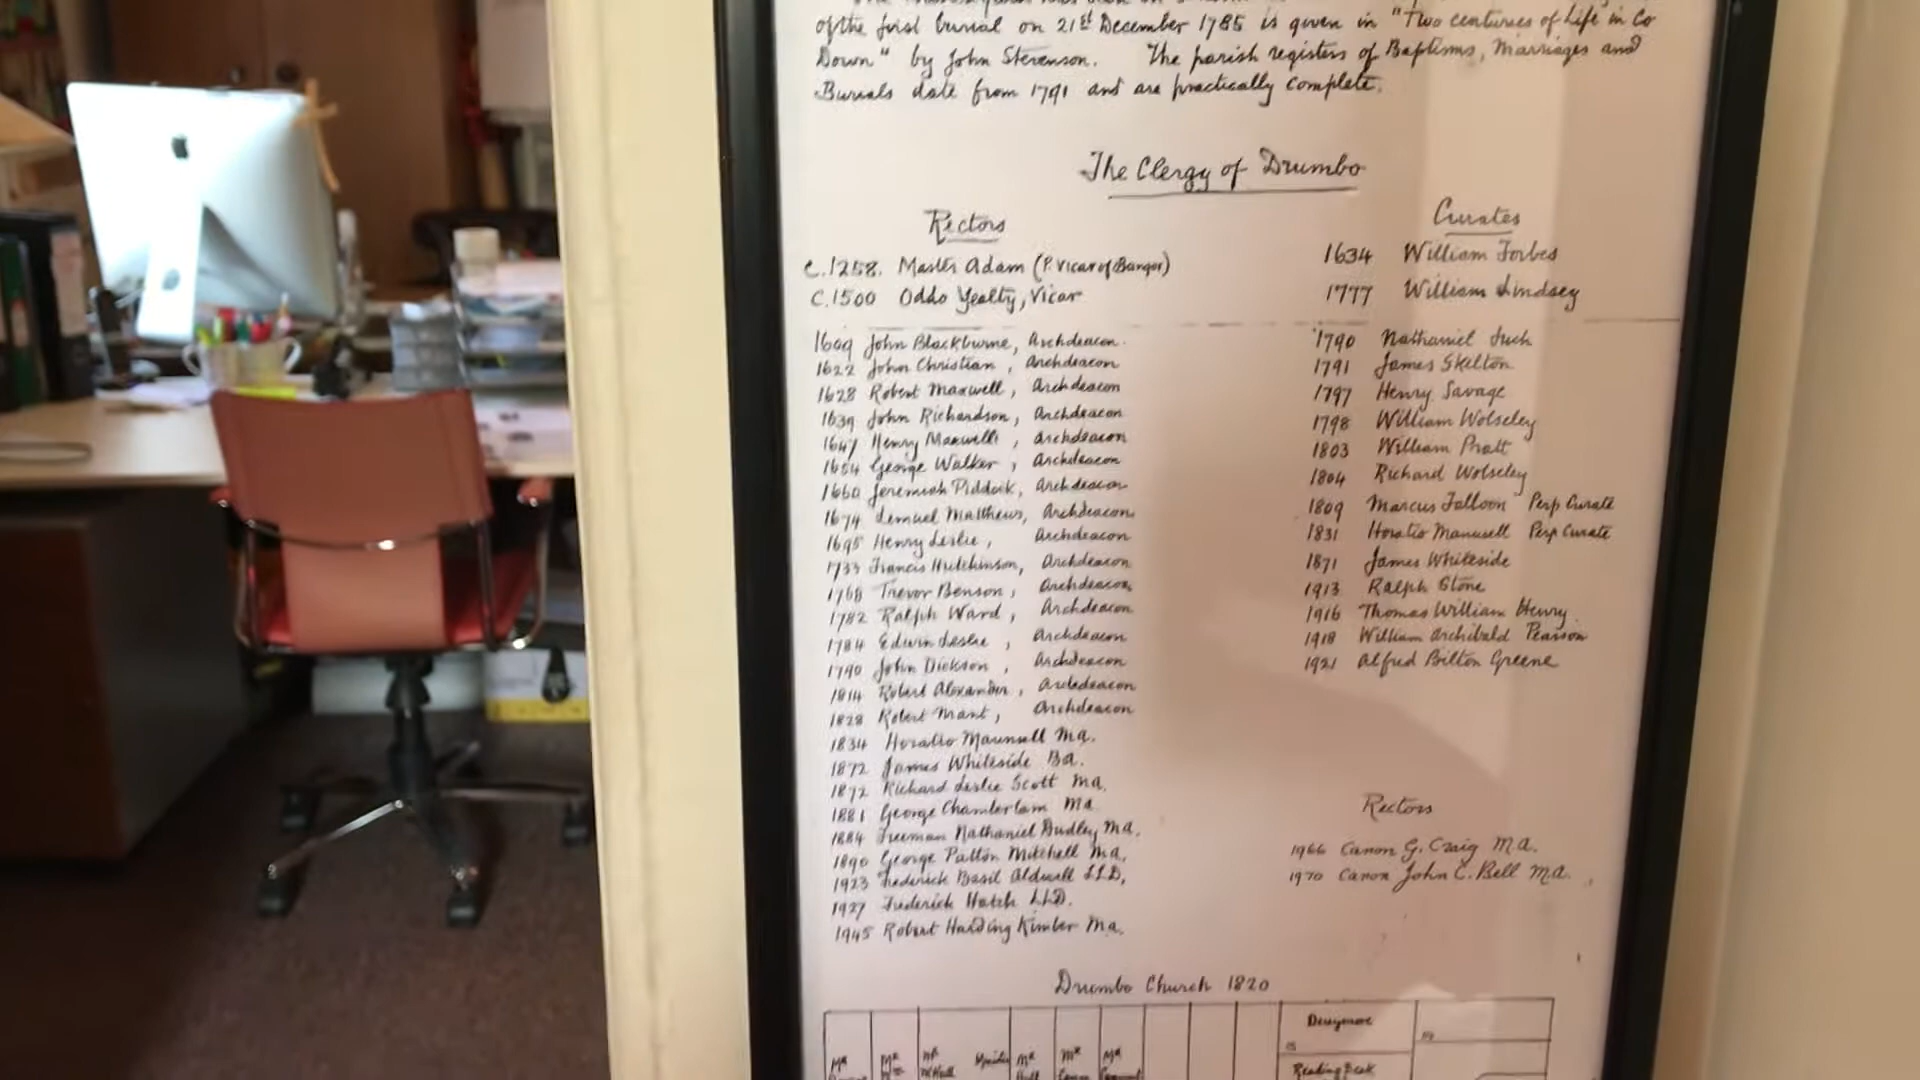 of the first burial on 21st December 1785 is given in "Two centuries of Life in Co
Down" by John Stevenson. The parish registers of Baptisms, Marriages and
Burials date from 1791 and are practically complete.
The Clergy of Drumbo
Rectors
C.1258. Master Adam (P. Vicar of Bangor)
C.1500 Oddo Yealty, Vicar
1609 John Blackburne, Archdeacon.
1622 John Christian, Archdeacon
1628 Robert Maxwell, Archdeacon
1639 John Richardson, Archdeacon
1647 Henry Maxwell, Archdeacon
1654 George Walker, Archdeacon
1660 Jeremiah Piddock, Archdeacon
1674 Lemuel Matthews, Archdeacon
1695 Henry Leslie, Archdeacon
1733 Francis Hutchinson, Archdeacon
1768 Trevor Benson, Archdeacon
1782 Ralph Ward, Archdeacon
1784 Edwin Leslie, Archdeacon
1790 John Dickson, Archdeacon
1814 Robert Alexander, Archdeacon
1828 Robert Mant, Archdeacon
1834 Horatio Maunsell Ma.
1872 James Whiteside Ba.
1872 Richard Leslie Scott Ma.
1881 George Chamberlain Ma
1884 Freeman Nathaniel Dudley Ma.
1890 George Patton Mitchell Ma.
1923 Frederick Basil Aldwell LLD,
1927 Frederick Hatch LLD.
1945 Robert Harding Kimber Ma.
Curates
1634 William Forbes
1777 William Lindsey
1790 Nathaniel
1791 James Skelton
1797 Henry Savage
1798 William Wolseley
1803 William Pratt
1804 Richard Wolseley
1809 Marcus Falloon Perp Curate
1831 Horatio Maunsell Perp Curate
1871 James Whiteside
1913 Ralph Stone
1916 Thomas William Henry
1918 William Archibald Pearson
1921 Alfred Bilton Greene
Rectors
1966 Canon G. Craig M.A.
1970 Canon John C. Bell M.A.
Drumbo Church 1820
Mr
Mr
Mr
Mr
Mr
Mr
Reading Desk